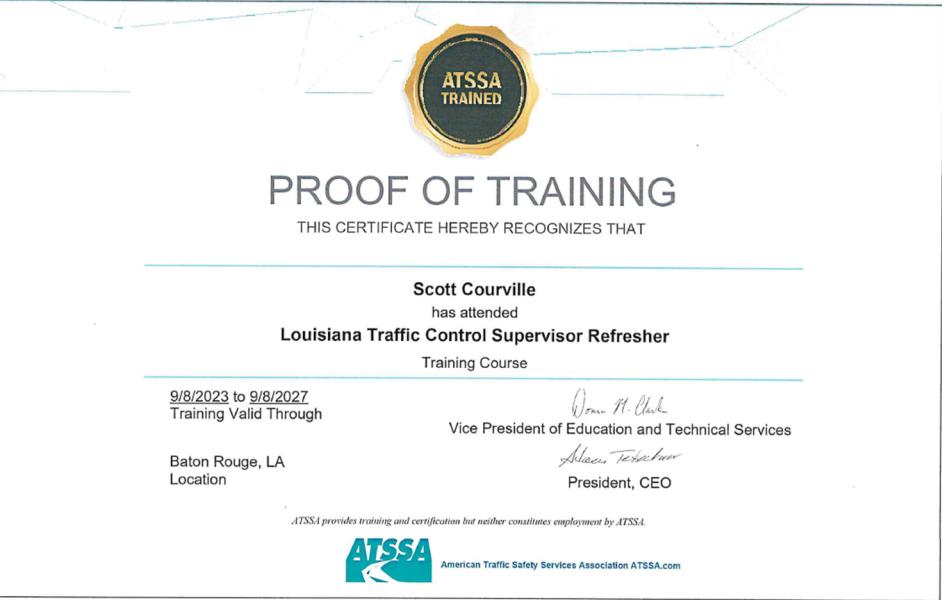 ATSSA
TRAINED
PROOF OF TRAINING
THIS CERTIFICATE HEREBY RECOGNIZES THAT
Scott Courville
has attended
Louisiana Traffic Control Supervisor Refresher
Training Course
9/8/2023 to 9/8/2027
Training Valid Through
Vice President of Education and Technical Services
Baton Rouge, LA
Location
President, CEO
ATSSA provides training and certification but neither constitutes employment by ATSSA.
ATSSA
American Traffic Safety Services Association ATSSA.com